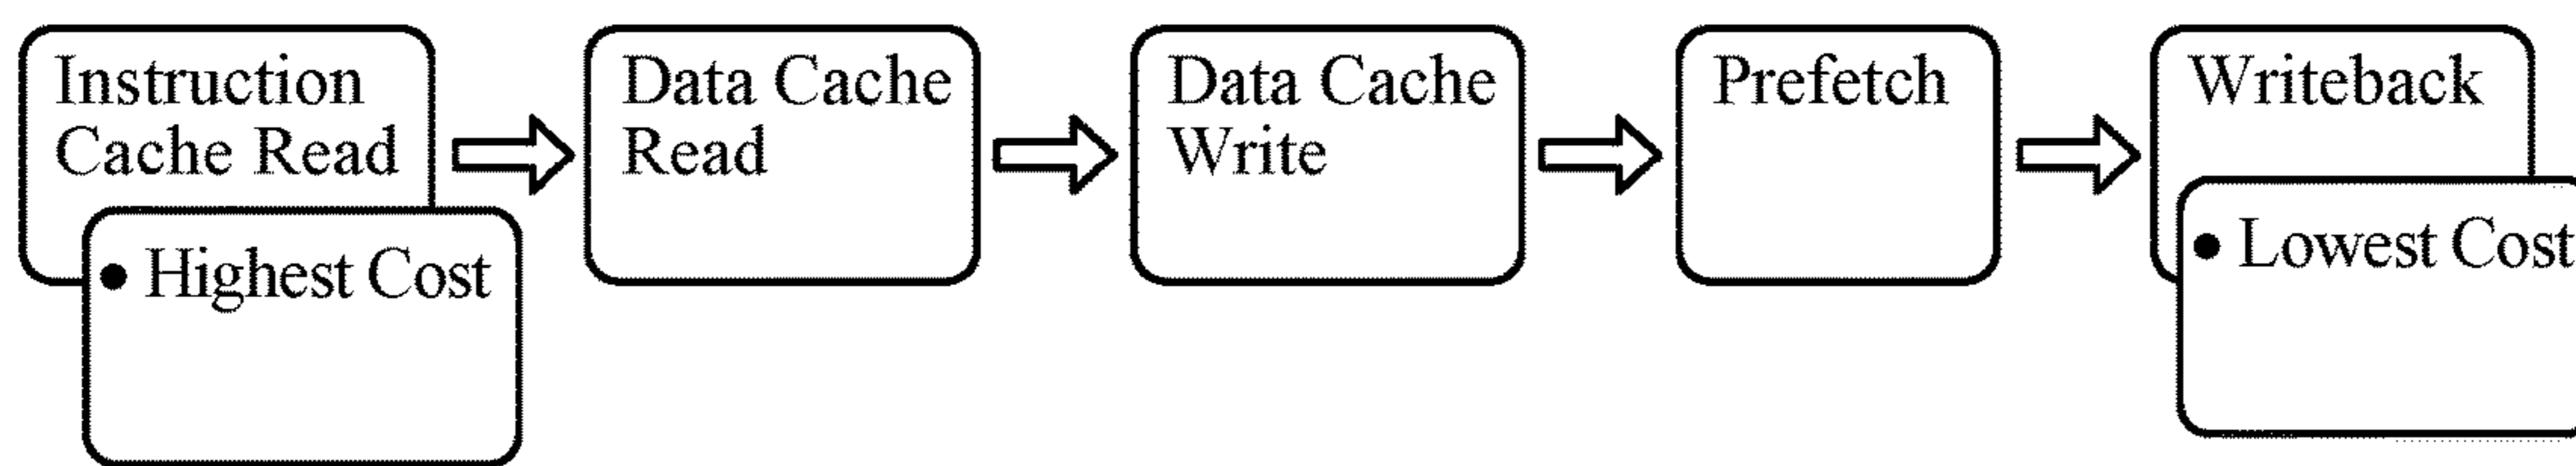 Instruction
Cache Read
• Highest Cost
Data Cache
Read
Data Cache
Write
Prefetch
Writeback
• Lowest Cost